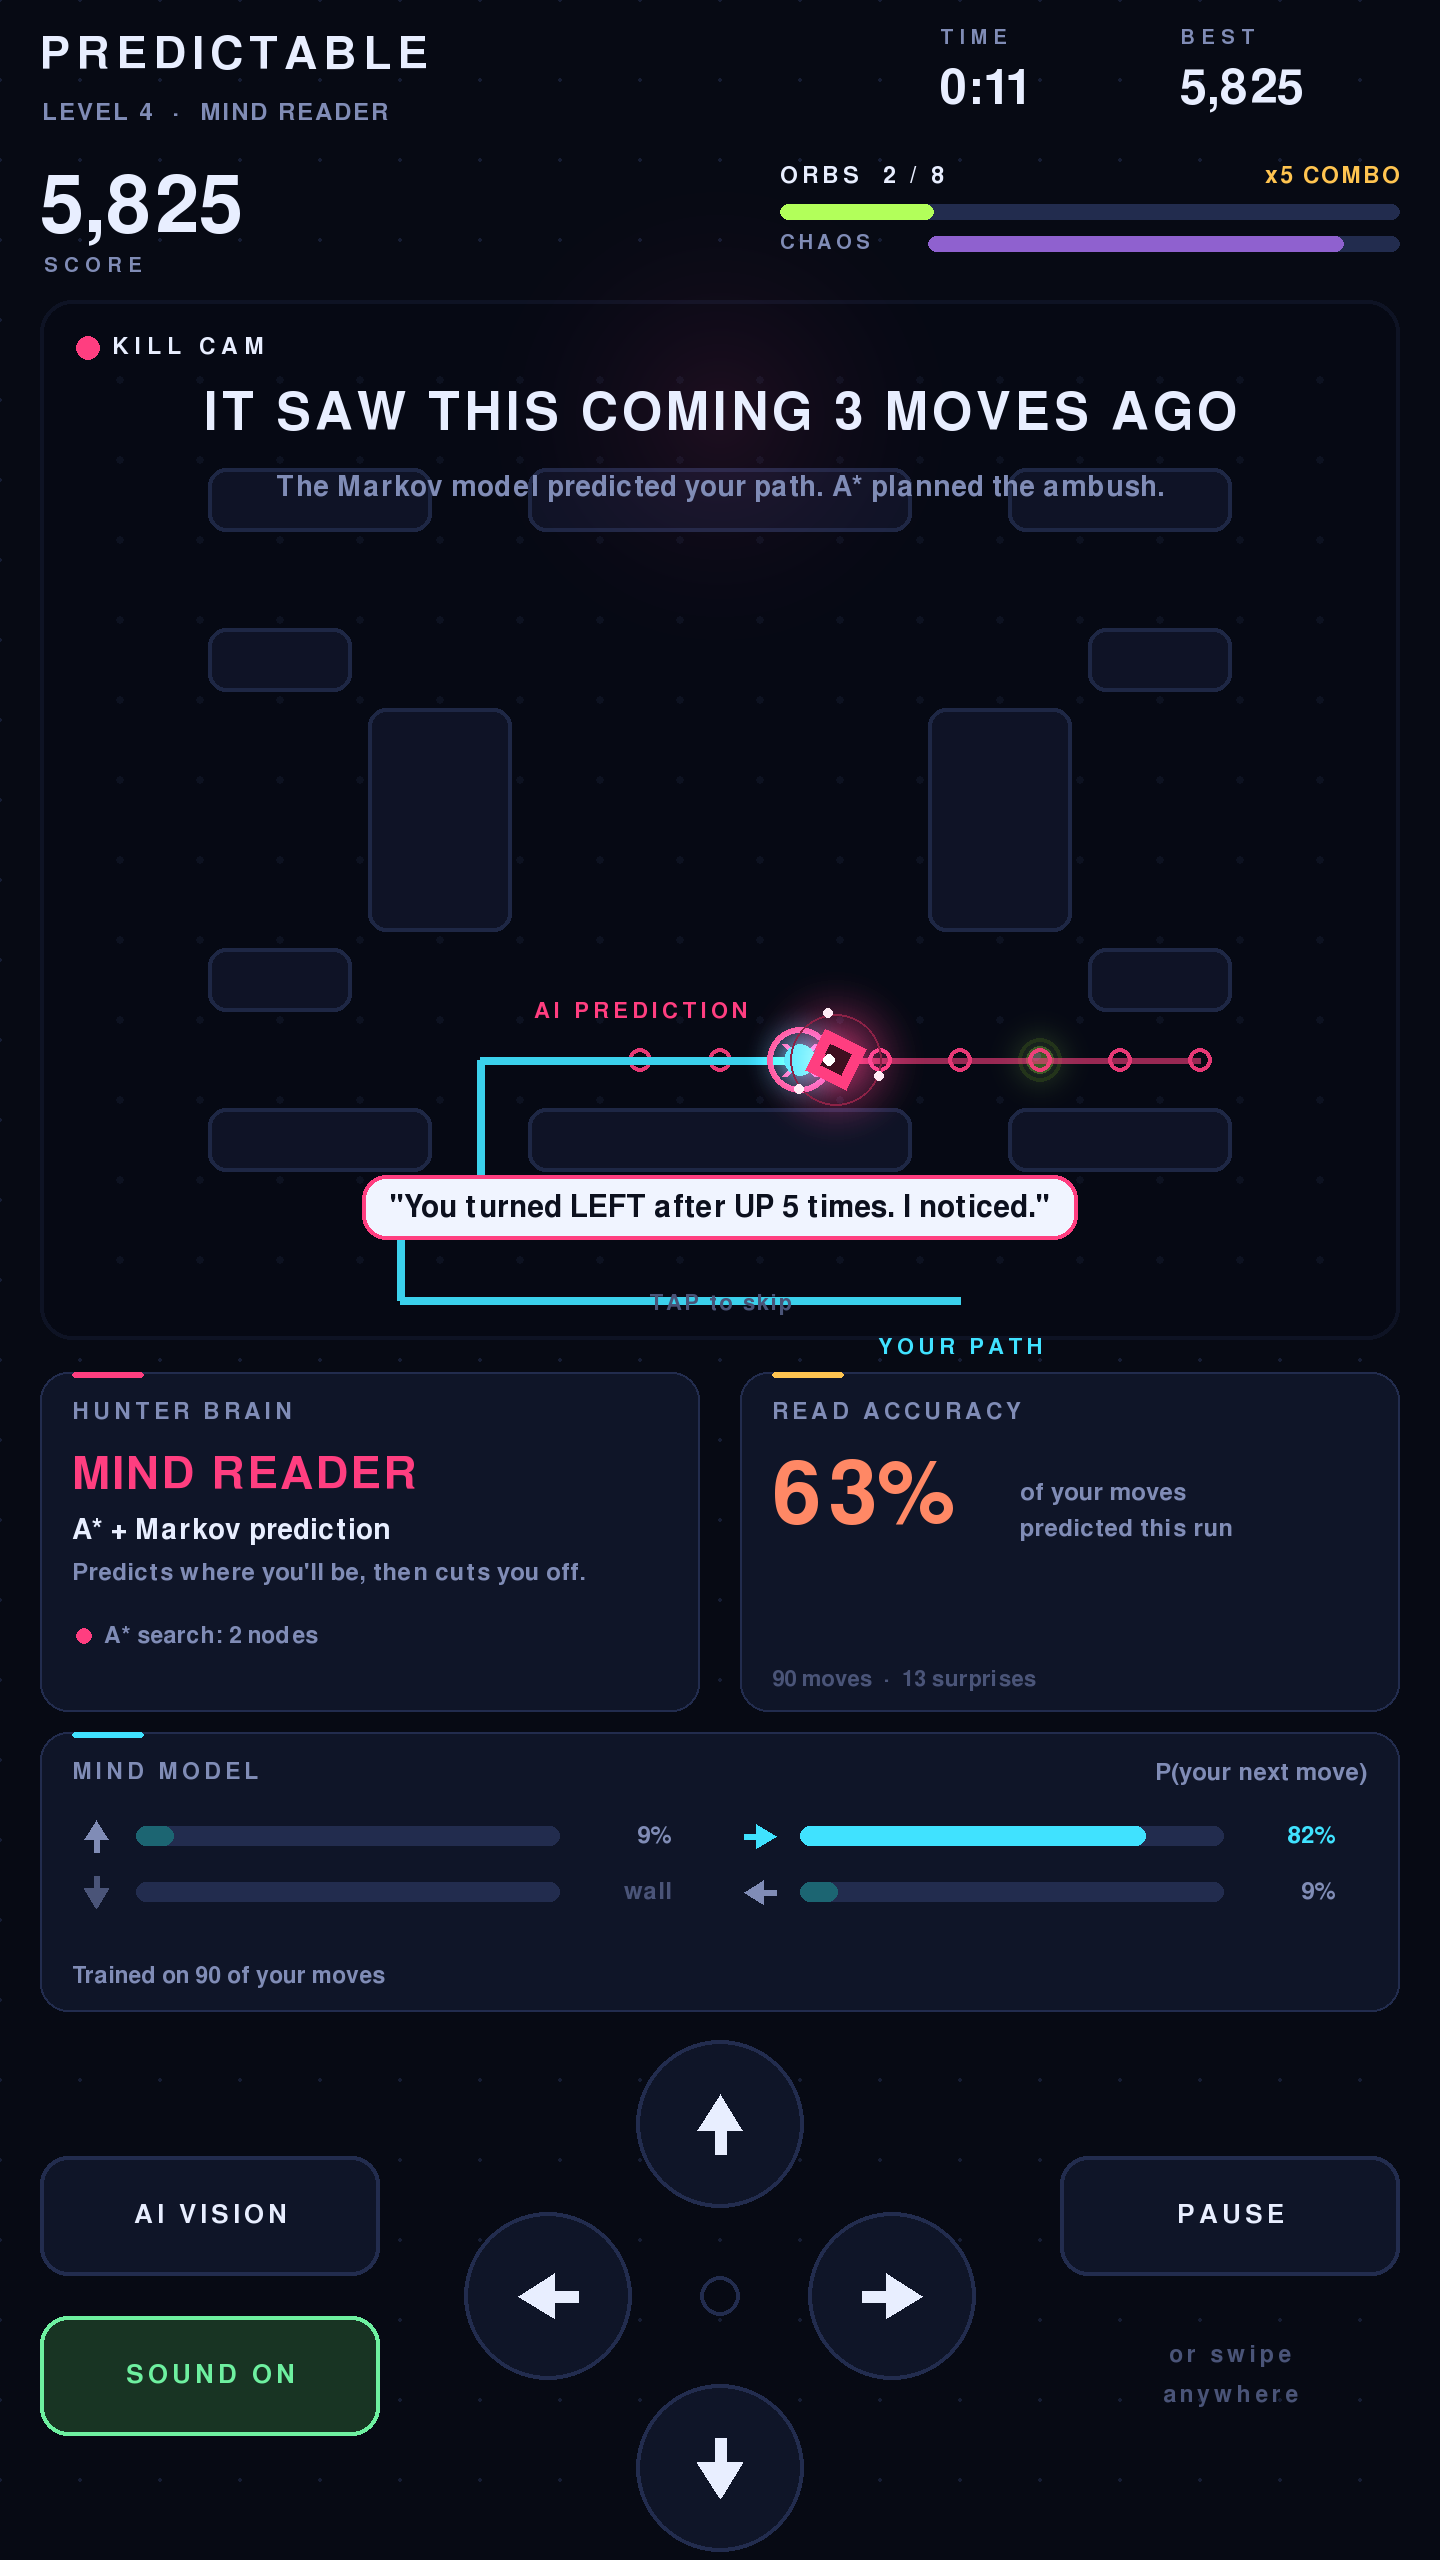 PREDICTABLE
LEVEL 4 · MIND READER
TIME
0:11
BEST
5,825
5,825
SCORE
ORBS 2 / 8
x5 COMBO
CHAOS
KILL CAM
IT SAW THIS COMING 3 MOVES AGO
The Markov model predicted your path. A* planned the ambush.
AI PREDICTION
"You turned LEFT after UP 5 times. I noticed."
TAP to skip
YOUR PATH
HUNTER BRAIN
MIND READER
A* + Markov prediction
Predicts where you'll be, then cuts you off.
A* search: 2 nodes
READ ACCURACY
63%
of your moves
predicted this run
90 moves · 13 surprises
MIND MODEL
P(your next move)
9%
82%
wall
9%
Trained on 90 of your moves
AI VISION
PAUSE
SOUND ON
or swipe
anywhere